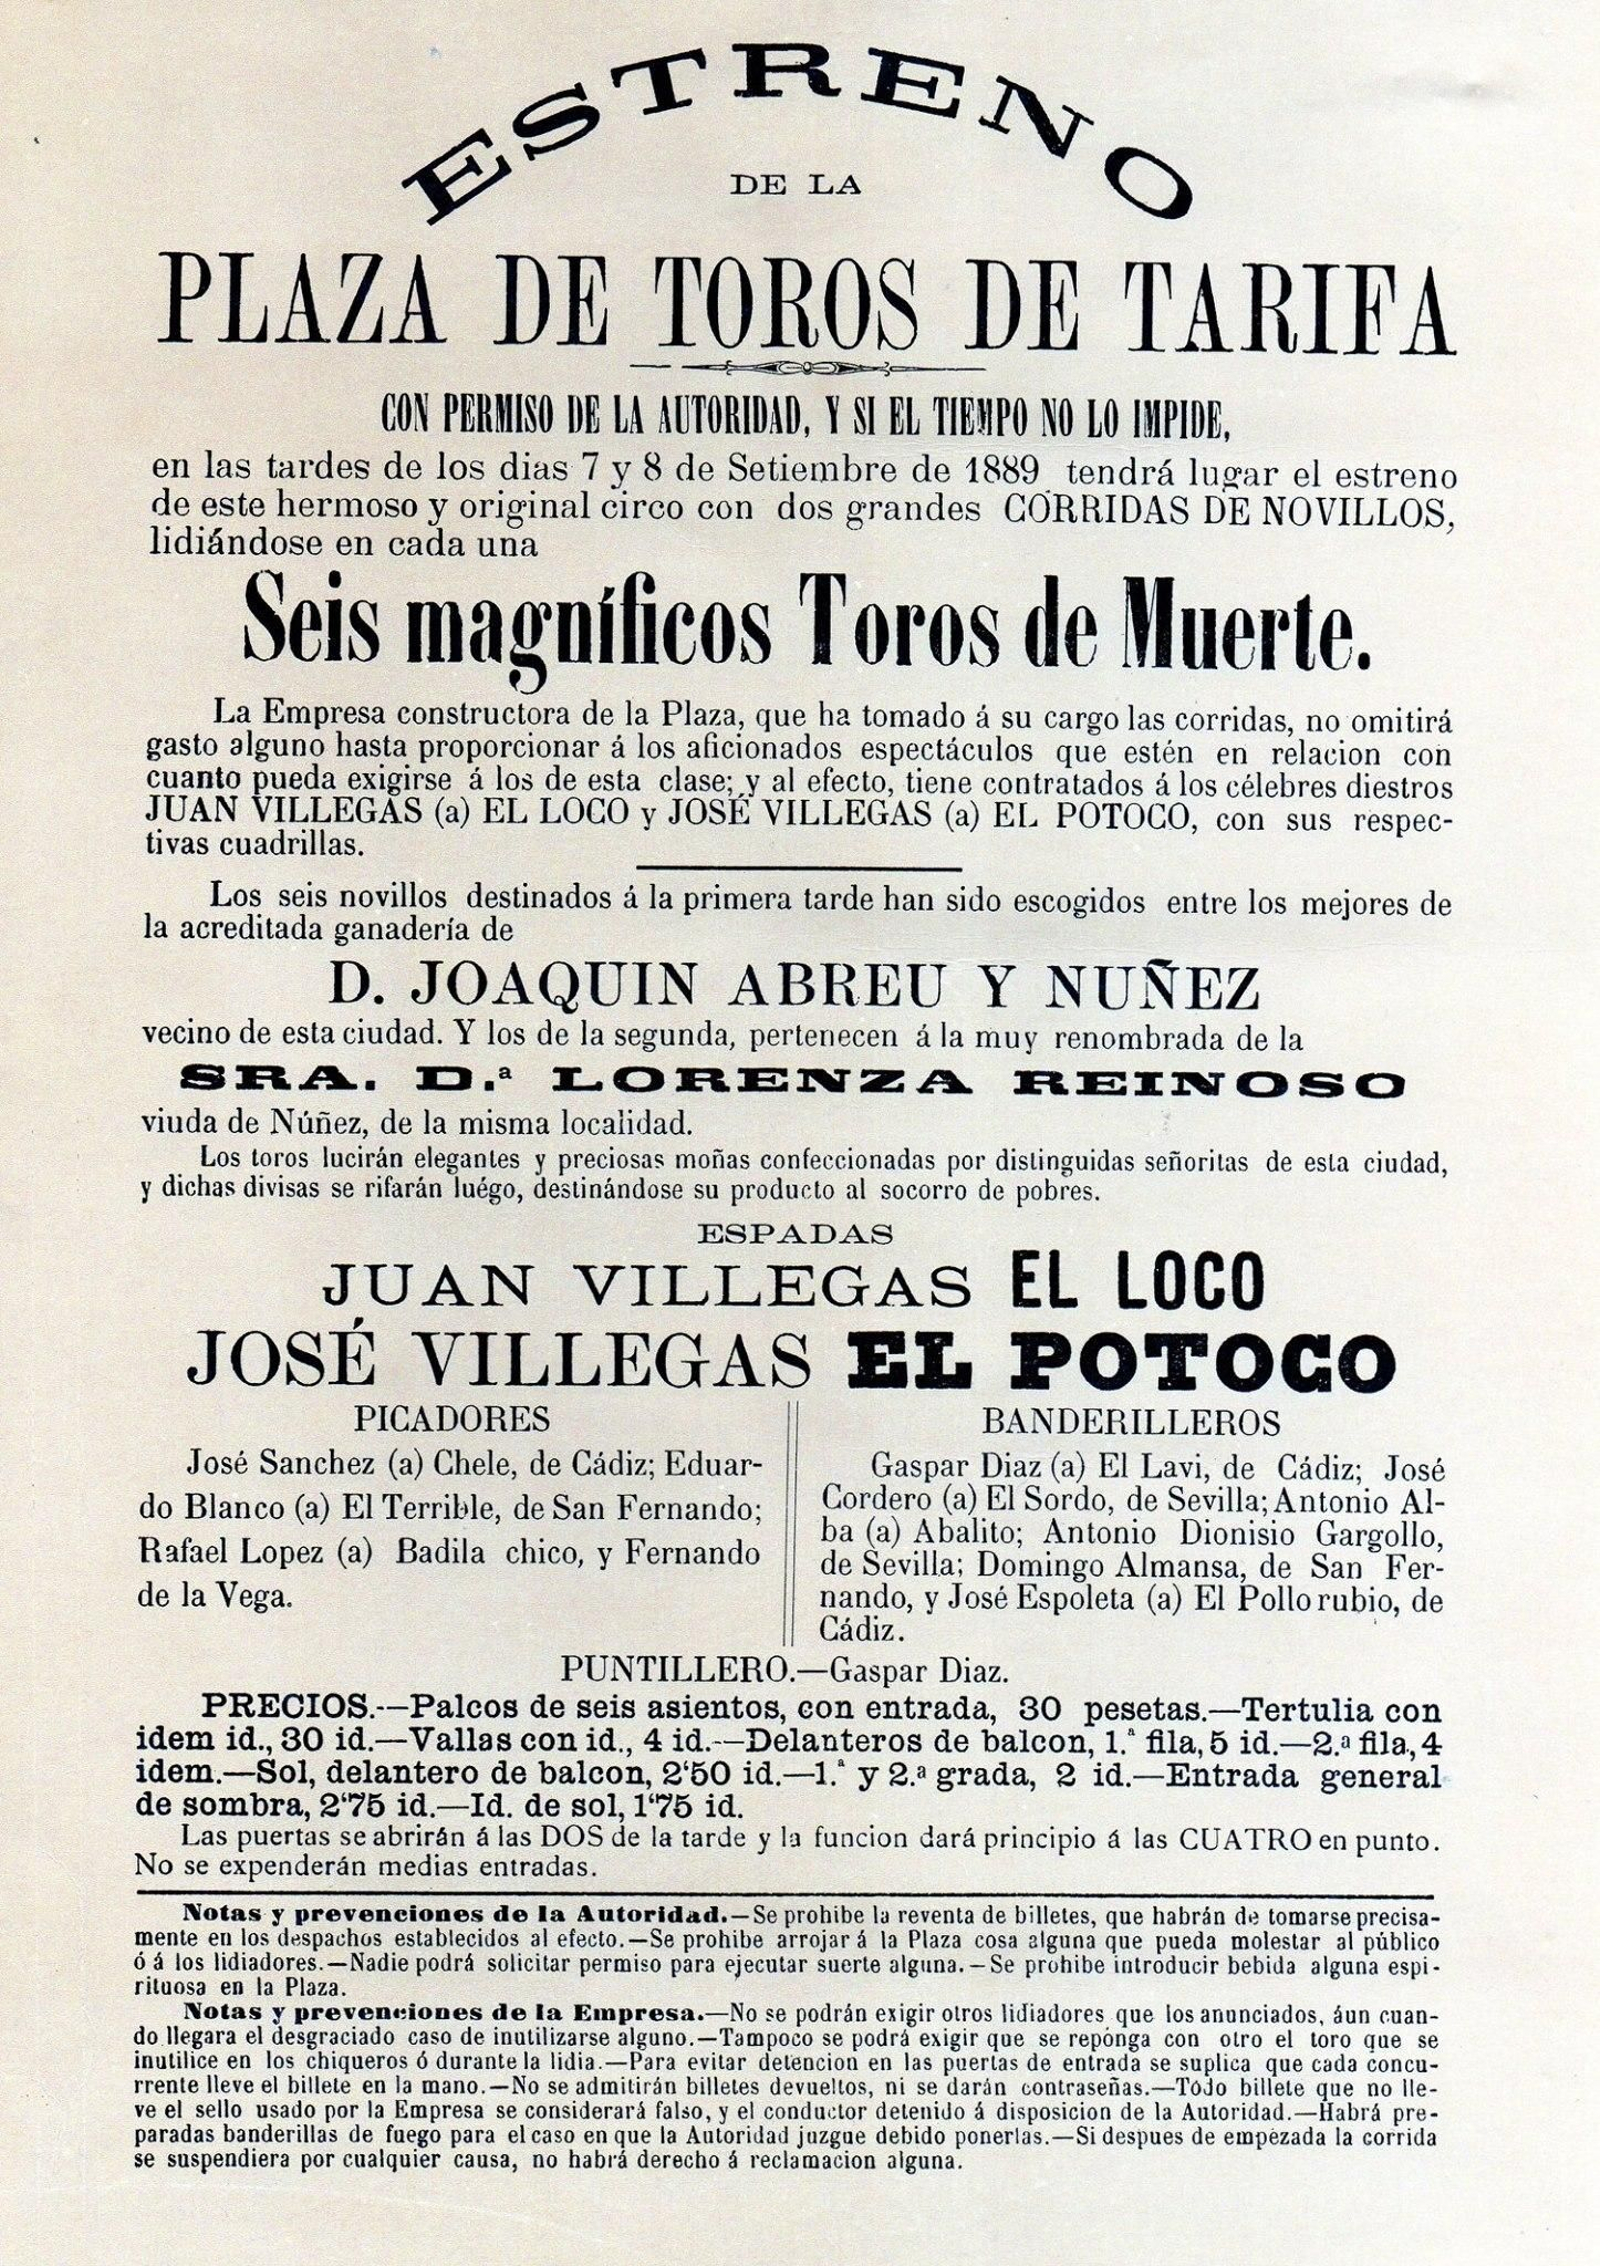 ESTRENO
DE LA
PLAZA DE TOROS DE TARIFA
CON PERMISO DE LA AUTORIDAD, Y SI EL TIEMPO NO LO IMPIDE,
en las tardes de los dias 7 y 8 de Setiembre de 1889 tendrá lugar el estreno
de este hermoso y original circo con dos grandes CORRIDAS DE NOVILLOS,
lidiándose en cada una
Seis magníficos Toros de Muerte.
La Empresa constructora de la Plaza, que ha tomado á su cargo las corridas, no omitirá
gasto alguno hasta proporcionar á los aficionados espectáculos que estén en relacion con
cuanto pueda exigirse á los de esta clase; y al efecto, tiene contratados á los célebres diestros
JUAN VILLEGAS (a) EL LOCO y JOSÉ VILLEGAS (a) EL POTOCO, con sus respec-
tivas cuadrillas.
Los seis novillos destinados á la primera tarde han sido escogidos entre los mejores de
la acreditada ganadería de
D. JOAQUIN ABREU Y NUÑEZ
vecino de esta ciudad. Y los de la segunda, pertenecen á la muy renombrada de la
SRA. D.ª LORENZA REINOSO
viuda de Núñez, de la misma localidad.
Los toros lucirán elegantes y preciosas moñas confeccionadas por distinguidas señoritas de esta ciudad,
y dichas divisas se rifarán luégo, destinándose su producto al socorro de pobres.
ESPADAS
JUAN VILLEGAS EL LOCO
JOSÉ VILLEGAS EL POTOCO
PICADORES
José Sanchez (a) Chele, de Cádiz; Eduar-
do Blanco (a) El Terrible, de San Fernando;
Rafael Lopez (a) Badila chico, y Fernando
de la Vega.
BANDERILLEROS
Gaspar Diaz (a) El Lavi, de Cádiz; José
Cordero (a) El Sordo, de Sevilla; Antonio Al-
ba (a) Abalito; Antonio Dionisio Gargollo,
de Sevilla; Domingo Almansa, de San Fer-
nando, y José Espoleta (a) El Pollo rubio, de
Cádiz.
PUNTILLERO.—Gaspar Diaz.
PRECIOS.—Palcos de seis asientos, con entrada, 30 pesetas.—Tertulia con
idem id., 30 id.—Vallas con id., 4 id.—Delanteros de balcon, 1.ª fila, 5 id.—2.ª fila, 4
idem.—Sol, delantero de balcon, 2‘50 id.—1.ª y 2.ª grada, 2 id.—Entrada general
de sombra, 2‘75 id.—Id. de sol, 1‘75 id.
Las puertas se abrirán á las DOS de la tarde y la funcion dará principio á las CUATRO en punto.
No se expenderán medias entradas.
Notas y prevenciones de la Autoridad.—Se prohibe la reventa de billetes, que habrán de tomarse precisa-
mente en los despachos establecidos al efecto.—Se prohibe arrojar á la Plaza cosa alguna que pueda molestar al público
ó á los lidiadores.—Nadie podrá solicitar permiso para ejecutar suerte alguna.—Se prohibe introducir bebida alguna espi-
rituosa en la Plaza.
Notas y prevenciones de la Empresa.—No se podrán exigir otros lidiadores que los anunciados, áun cuan-
do llegara el desgraciado caso de inutilizarse alguno.—Tampoco se podrá exigir que se reponga con otro el toro que se
inutilice en los chiqueros ó durante la lidia.—Para evitar detencion en las puertas de entrada se suplica que cada concu-
rrente lleve el billete en la mano.—No se admitirán billetes devueltos, ni se darán contraseñas.—Todo billete que no lle-
ve el sello usado por la Empresa se considerará falso, y el conductor detenido á disposicion de la Autoridad.—Habrá pre-
paradas banderillas de fuego para el caso en que la Autoridad juzgue debido ponerlas.—Si despues de empezada la corrida
se suspendiera por cualquier causa, no habrá derecho á reclamacion alguna.